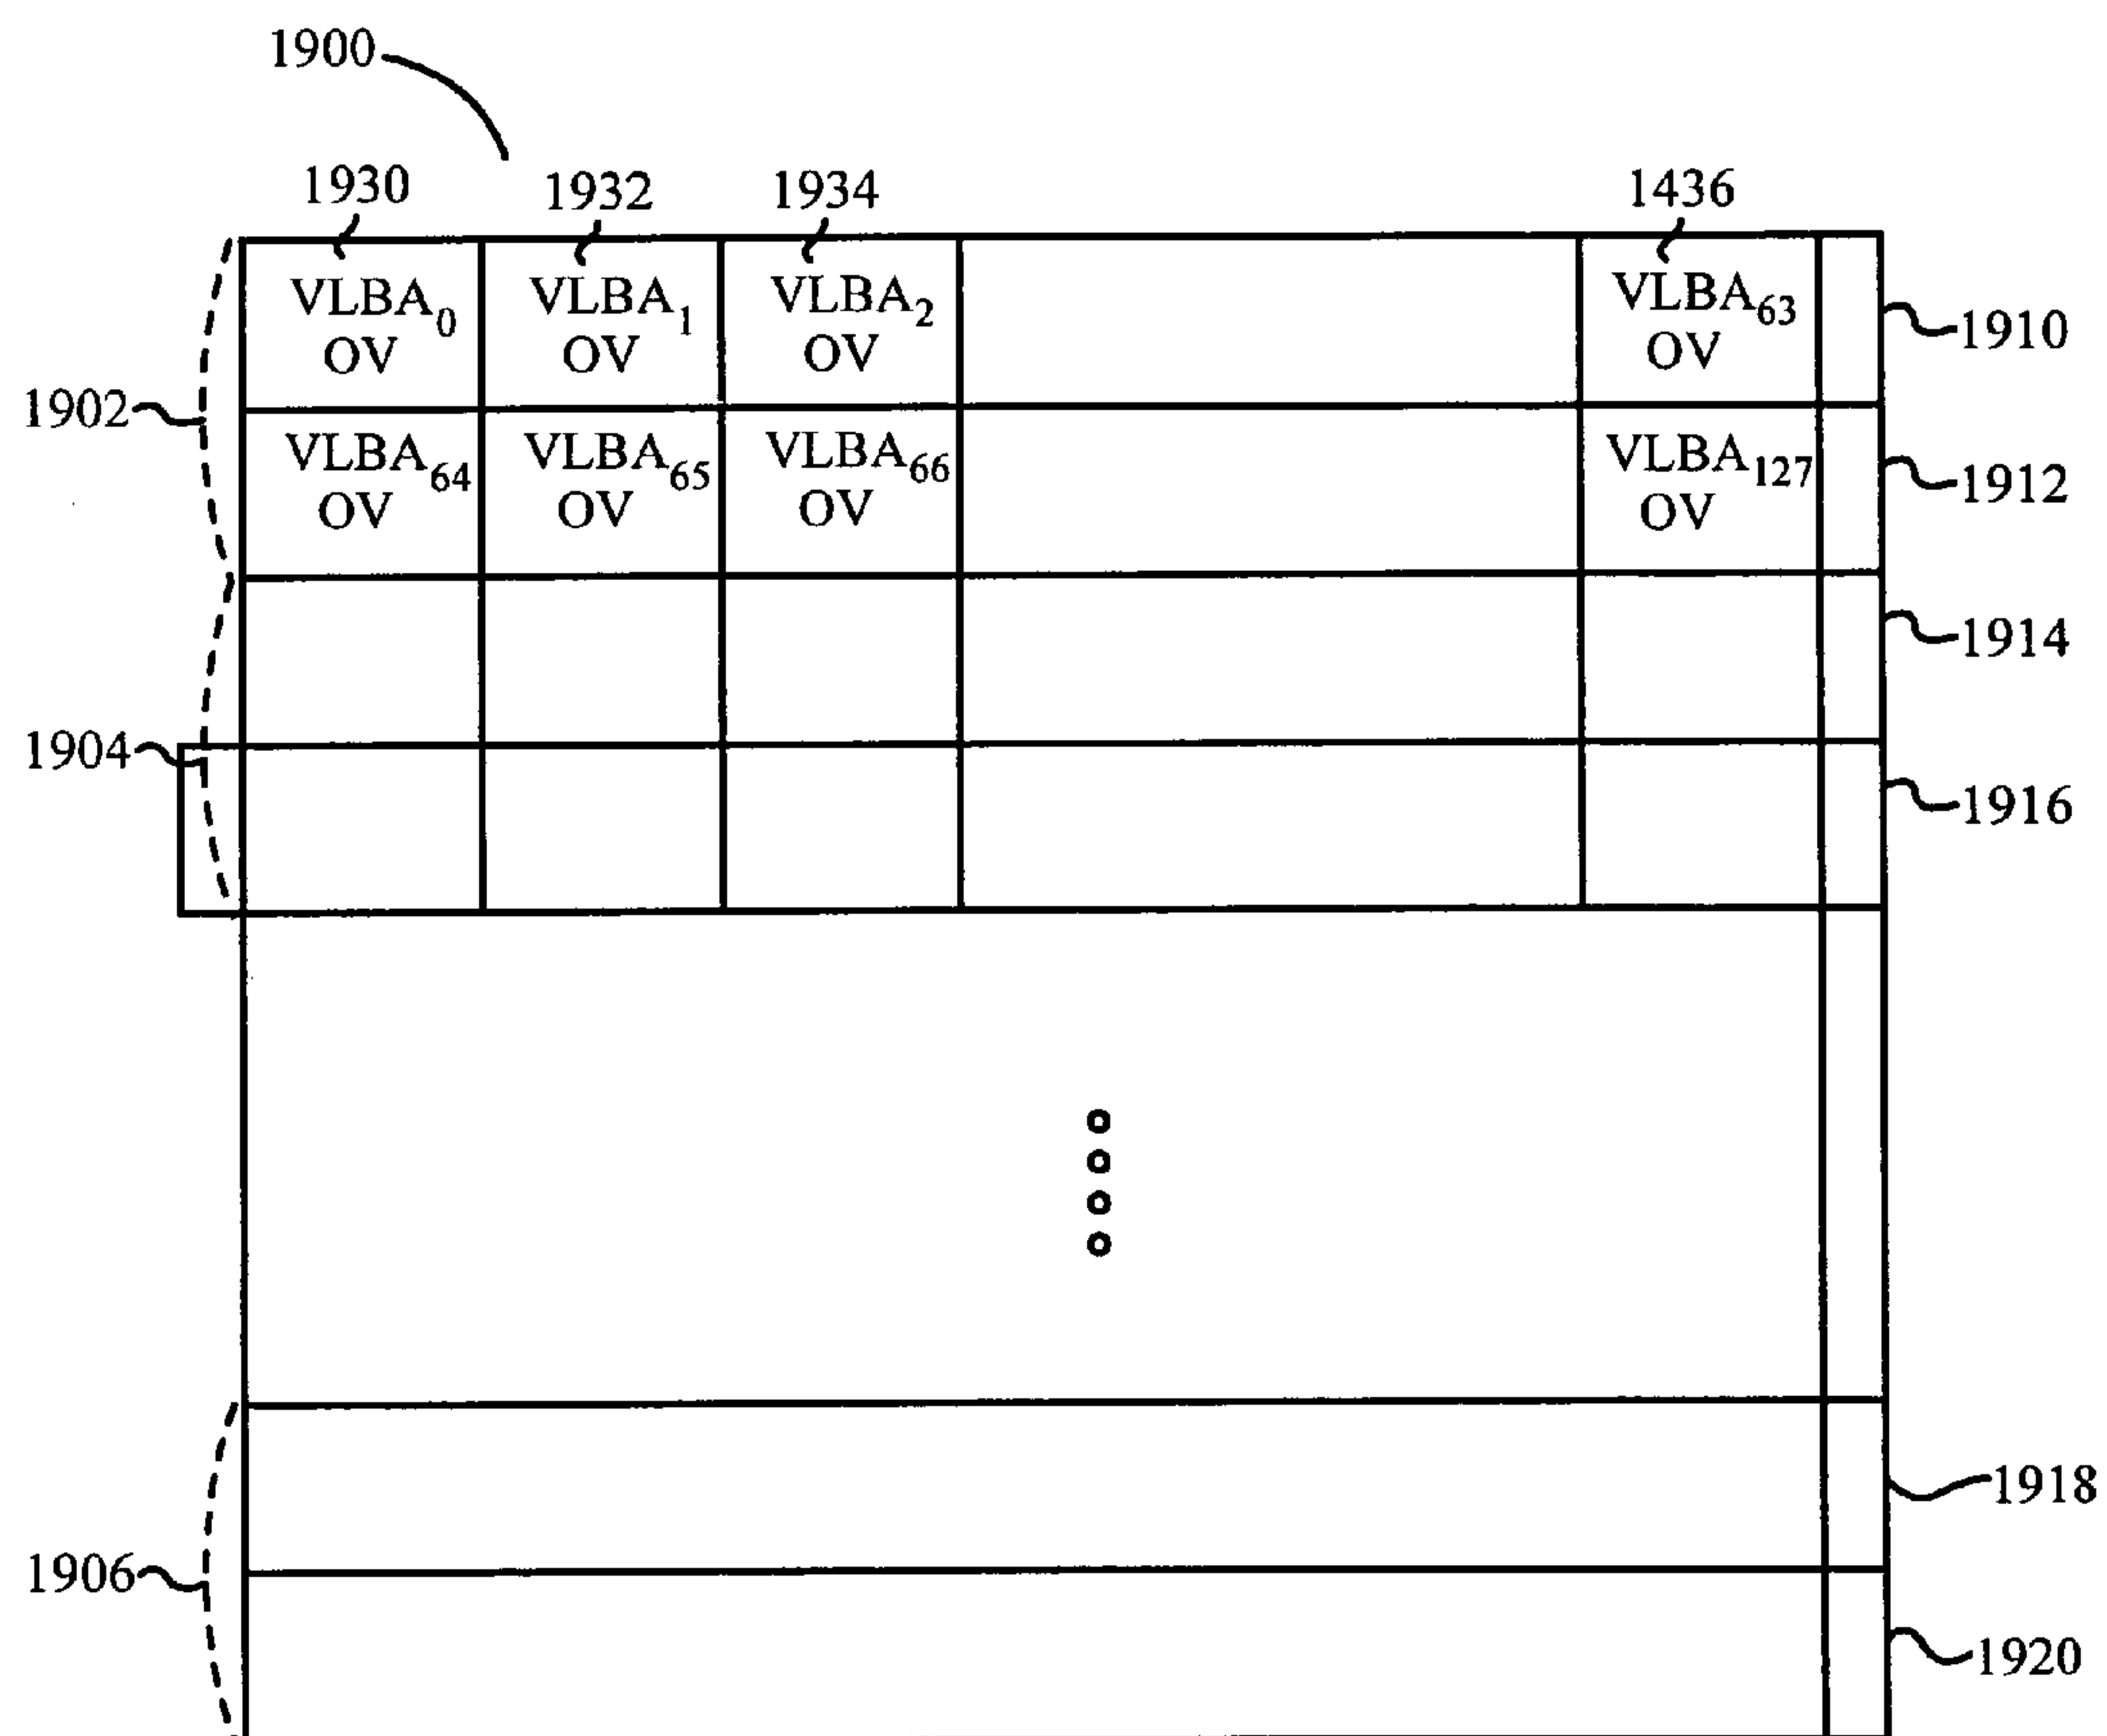 1900
1930 1932 1934 1436
VLBA0 VLBA1 VLBA2 VLBA63
OV OV OV OV
1910
1902
VLBA64 VLBA65 VLBA66 VLBA127
OV OV OV OV
1912
1914
1904
1916
1918
1906
1920